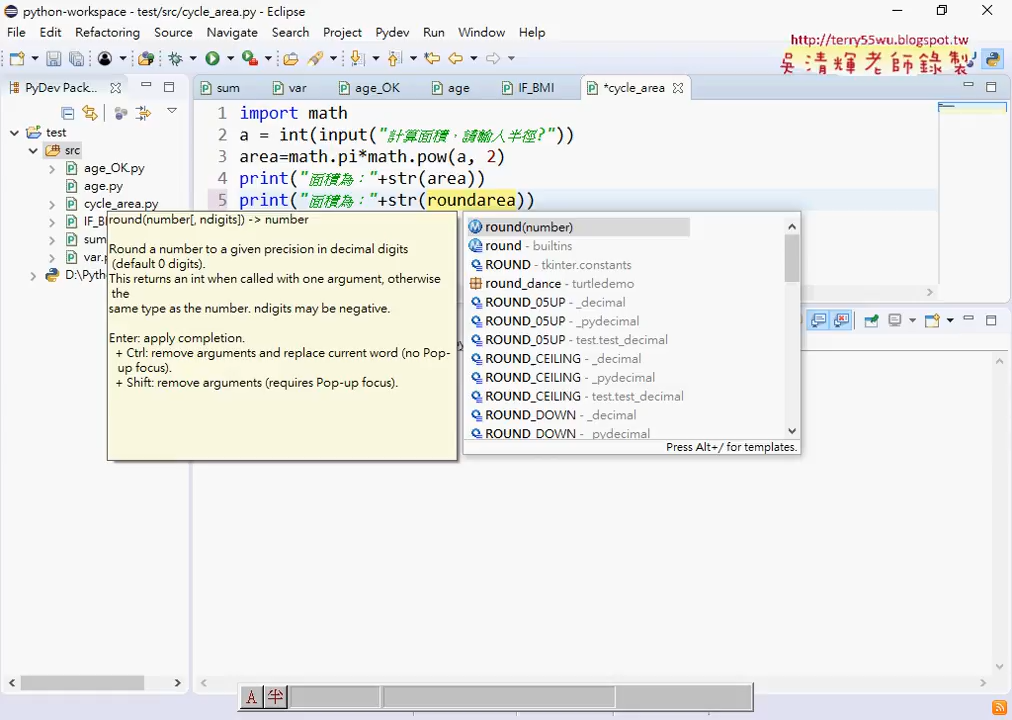 python-workspace - test/src/cycle_area.py - Eclipse
File Edit Refactoring Source Navigate Search Project Pydev Run Window Help
http://terry55wu.blogspot.tw
吳清輝老師錄製
PyDev Pack...
sum var age_OK age IF_BMI *cycle_area
test
src
age_OK.py
age.py
cycle_area.py
IF_B
sum
var.
D:\Pyth
1 import math
2 a = int(input("計算面積，請輸入半徑?"))
3 area=math.pi*math.pow(a, 2)
4 print("面積為："+str(area))
5 print("面積為："+str(roundarea))
round(number[, ndigits]) -> number
Round a number to a given precision in decimal digits
(default 0 digits).
This returns an int when called with one argument, otherwise
the
same type as the number. ndigits may be negative.
Enter: apply completion.
+ Ctrl: remove arguments and replace current word (no Pop-
up focus).
+ Shift: remove arguments (requires Pop-up focus).
round(number)
round - builtins
ROUND - tkinter.constants
round_dance - turtledemo
ROUND_05UP - _decimal
ROUND_05UP - _pydecimal
ROUND_05UP - test.test_decimal
ROUND_CEILING - _decimal
ROUND_CEILING - _pydecimal
ROUND_CEILING - test.test_decimal
ROUND_DOWN - _decimal
ROUND_DOWN - _pydecimal
Press Alt+/ for templates.
A 半